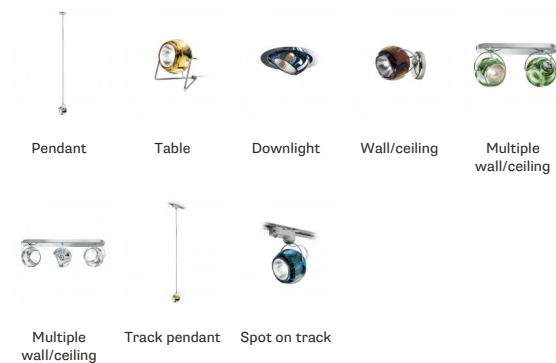 Pendant
Table
Downlight
Wall/ceiling
Multiple
wall/ceiling
Multiple
wall/ceiling
Track pendant
Spot on track